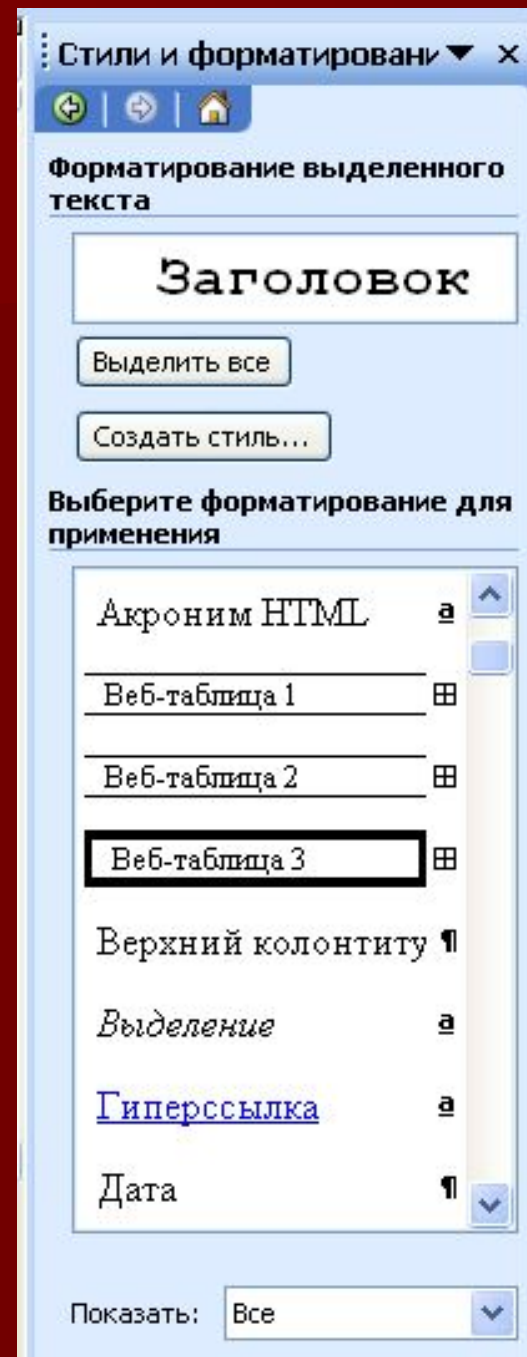 Стили и форматировани
Форматирование выделенного
текста
Заголовок
Выделить все
Создать стиль...
Выберите форматирование для
применения
Акроним HTML a
Веб-таблица 1
Веб-таблица 2
Веб-таблица 3
Верхний колонтиту ¶
Выделение a
Гиперссылка a
Дата ¶
Показать: Все